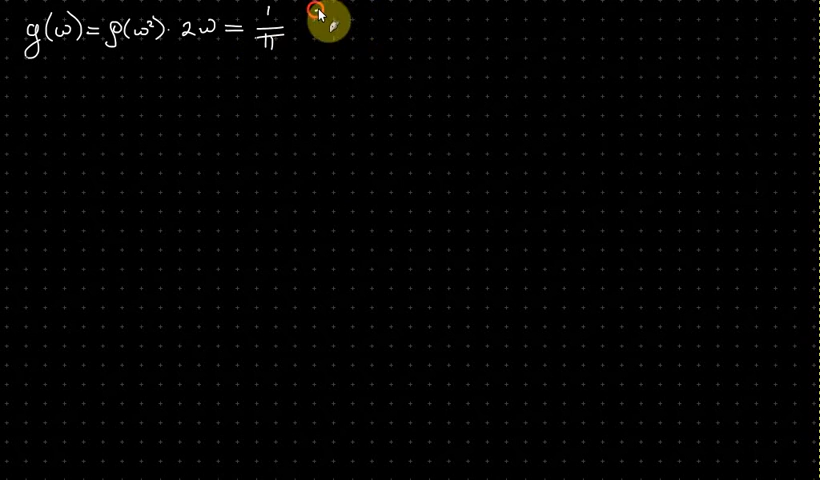 g(ω) = ρ(ω²) · 2ω = 1/π